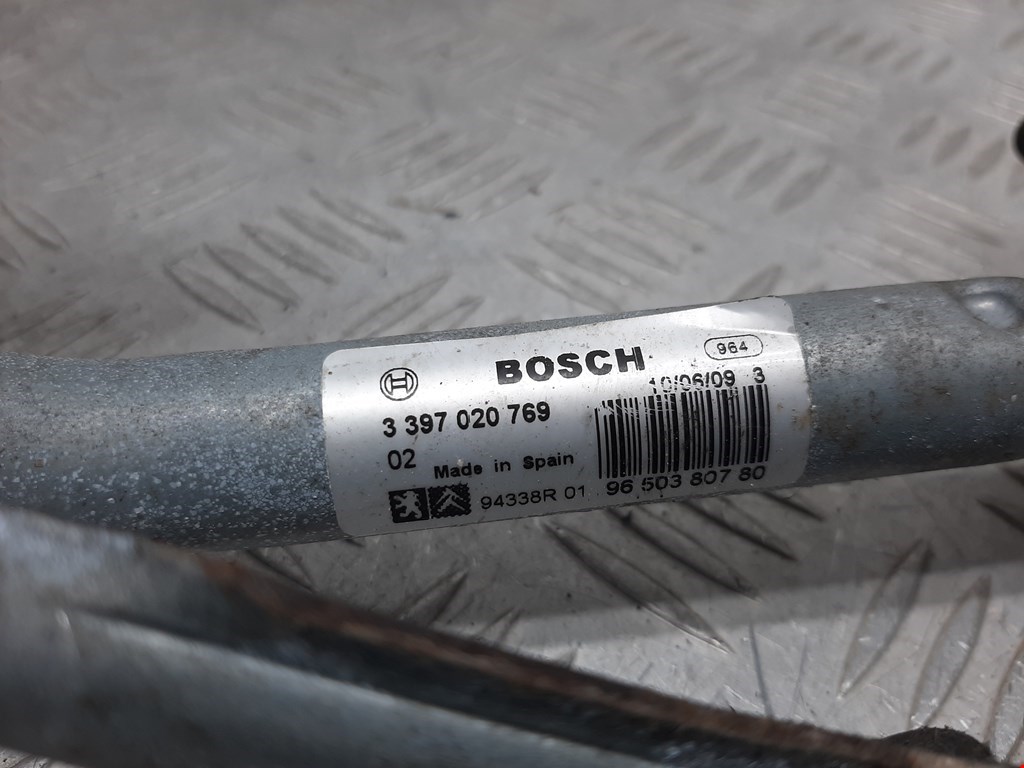 BOSCH
964
10/06/09 3
3 397 020 769
02 Made in Spain
94338R 01
96 503 807 80